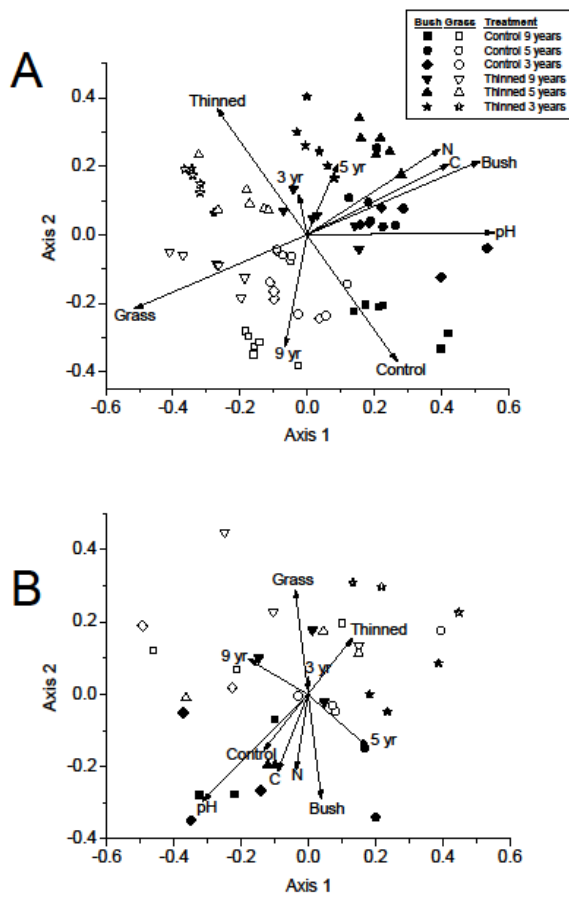 Bush Grass Treatment
Control 9 years
Control 5 years
Control 3 years
Thinned 9 years
Thinned 5 years
Thinned 3 years
A
Thinned
N
C
Bush
5 yr
3 yr
pH
Grass
9 yr
Control
0.4
0.2
0.0
-0.2
-0.4
Axis 2
-0.6 -0.4 -0.2 0.0 0.2 0.4 0.6
Axis 1
B
Grass
Thinned
9 yr
3 yr
5 yr
Control
C
N
pH
Bush
0.4
0.2
0.0
-0.2
-0.4
Axis 2
-0.6 -0.4 -0.2 0.0 0.2 0.4 0.6
Axis 1